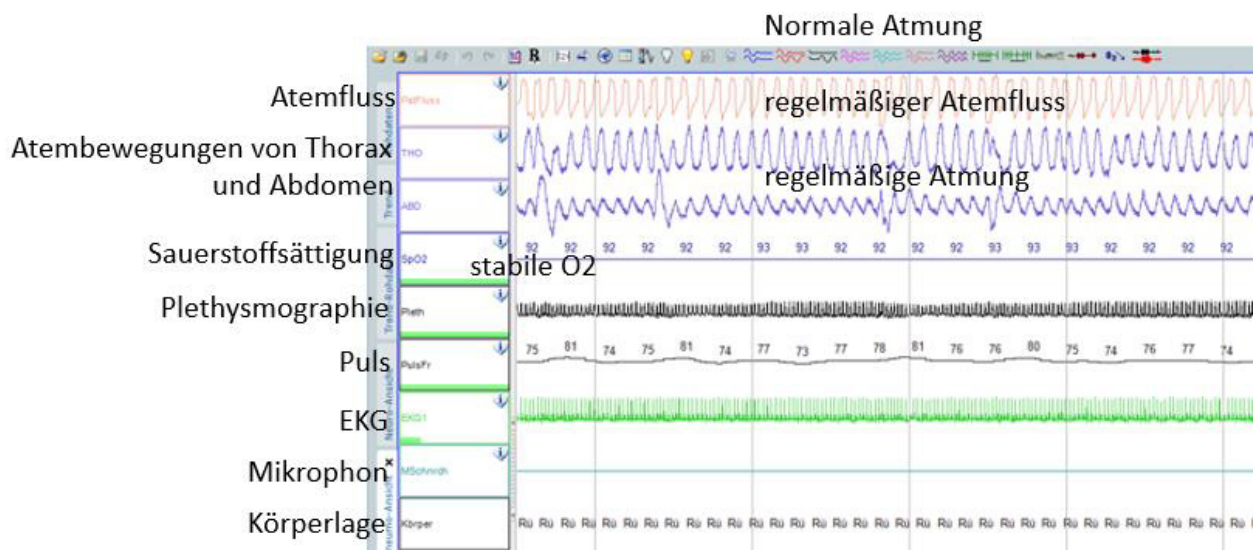 Normale Atmung
Atemfluss
PatFluss
regelmäßiger Atemfluss
Atembewegungen von Thorax
und Abdomen
THO
ABD
regelmäßige Atmung
Sauerstoffsättigung
SpO2
stabile O2
92 92 92 92 92 92 93 93 92 92 92 92 93 93 92 92 92 92 92
Plethysmographie
Pleth
Puls
PulsFr
75 81 74 75 81 74 77 73 77 78 81 76 76 80 75 74 76 77 74
EKG
EKG1
Mikrophon
MSchnrch
Körperlage
Körper
Rü Rü Rü Rü Rü Rü Rü Rü Rü Rü Rü Rü Rü Rü Rü Rü Rü Rü Rü Rü Rü Rü Rü Rü Rü Rü Rü Rü Rü Rü Rü Rü Rü Rü